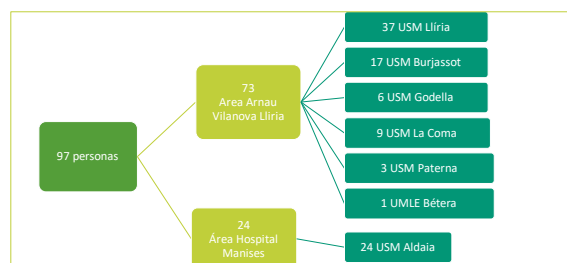 97 personas
73
Area Arnau
Vilanova Lliria
37 USM Llíria
17 USM Burjassot
6 USM Godella
9 USM La Coma
3 USM Paterna
1 UMLE Bétera
24
Área Hospital
Manises
24 USM Aldaia